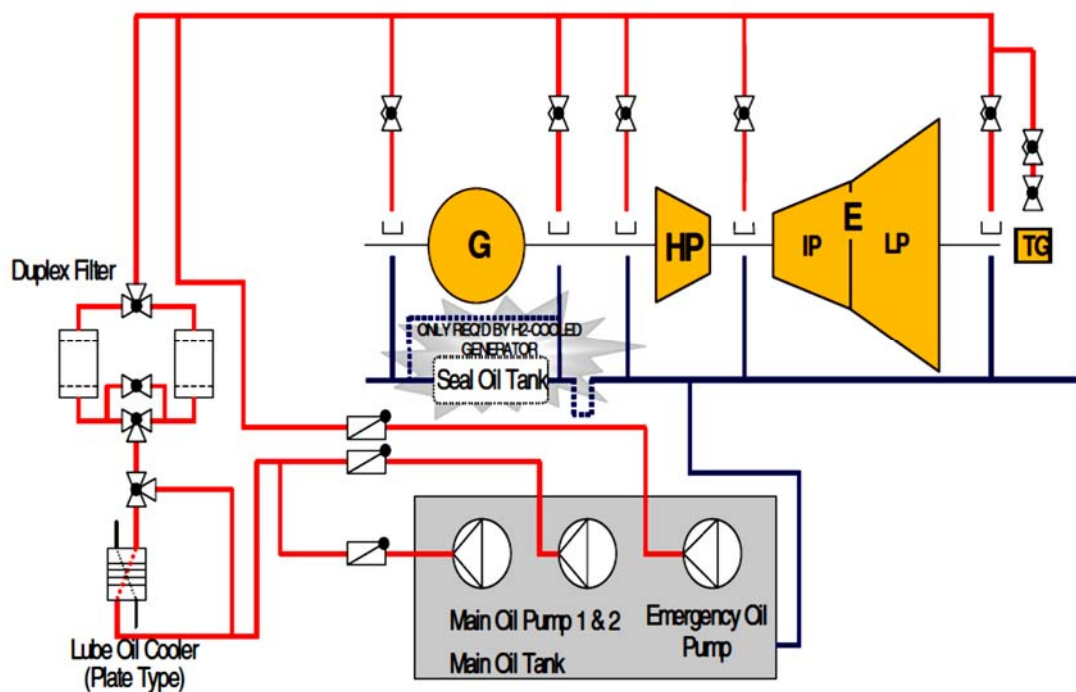 G
HP
IP
E
LP
TG
Duplex Filter
ONLY REQ'D BY H2-COOLED
GENERATOR
Seal Oil Tank
Main Oil Pump 1 & 2
Main Oil Tank
Emergency Oil
Pump
Lube Oil Cooler
(Plate Type)